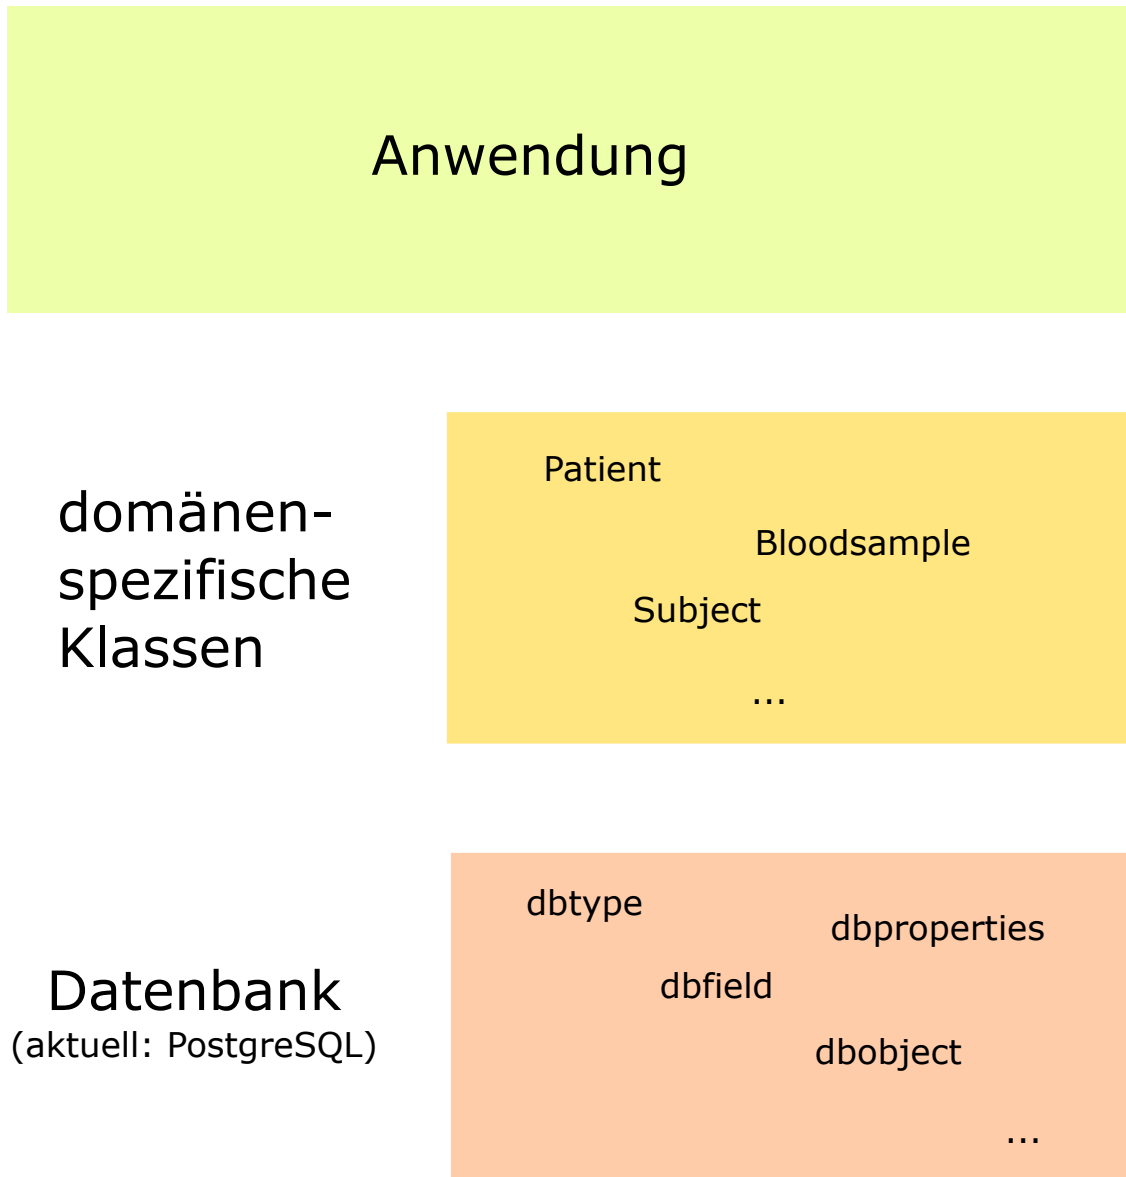 Anwendung
domänen-
spezifische
Klassen
Patient
Bloodsample
Subject
...
Datenbank
(aktuell: PostgreSQL)
dbtype
dbproperties
dbfield
dbobject
...